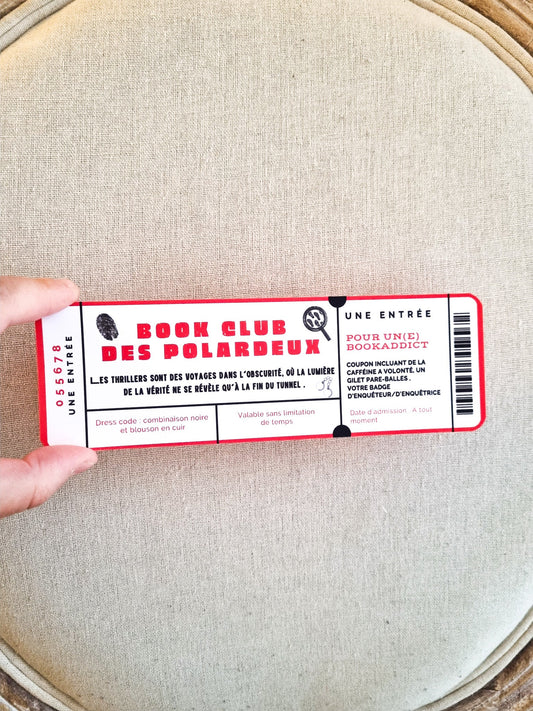 055678
UNE ENTRÉE
BOOK CLUB
DES POLARDEUX
LES THRILLERS SONT DES VOYAGES DANS L'OBSCURITÉ, OÙ LA LUMIÈRE
DE LA VÉRITÉ NE SE RÉVÈLE QU'À LA FIN DU TUNNEL .
Dress code : combinaison noire
et blouson en cuir
Valable sans limitation
de temps
UNE ENTRÉE
POUR UN(E)
BOOKADDICT
COUPON INCLUANT DE LA
CAFFÉINE A VOLONTÉ, UN
GILET PARE-BALLES .
VOTRE BADGE
D'ENQUÉTEUR/D'ENQUÉTRICE
Date d'admission : A tout
moment